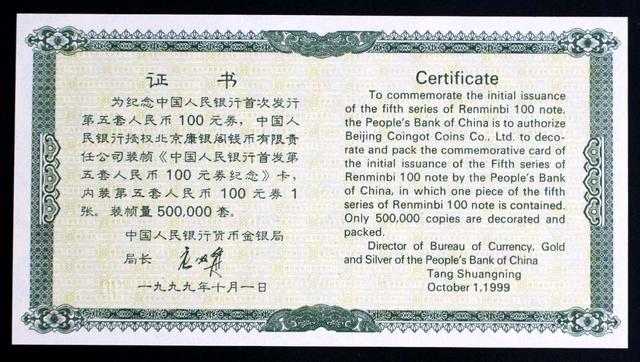 证 书
为纪念中国人民银行首次发行
第五套人民币 100 元券，中国人
民银行授权北京康银阁钱币有限责
任公司装帧《中国人民银行首发第
五套人民币 100 元券纪念》卡，
内装第五套人民币 100 元券 1
张。装帧量 500,000 套。
中国人民银行货币金银局
局长
一九九九年十月一日
Certificate
To commemorate the initial issuance
of the fifth series of Renminbi 100 note,
the People's Bank of China is to authorize
Beijing Coingot Coins Co., Ltd. to deco-
rate and pack the commemorative card of
the initial issuance of the Fifth series of
Renminbi 100 note by the People's Bank
of China, in which one piece of the fifth
series of Renminbi 100 note is contained.
Only 500,000 copies are decorated and
packed.
Director of Bureau of Currency, Gold
and Silver of the People's Bank of China
Tang Shuangning
October 1,1999